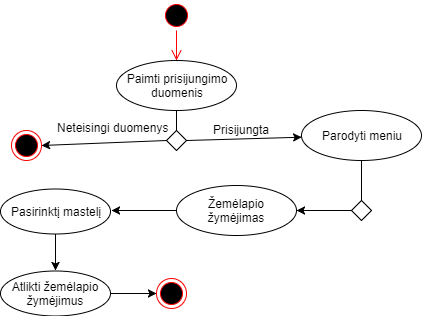 Paimti prisijungimo
duomenis
Neteisingi duomenys
Prisijungta
Parodyti meniu
Žemėlapio
žymėjimas
Pasirinktį mastelį
Atlikti žemėlapio
žymėjimus